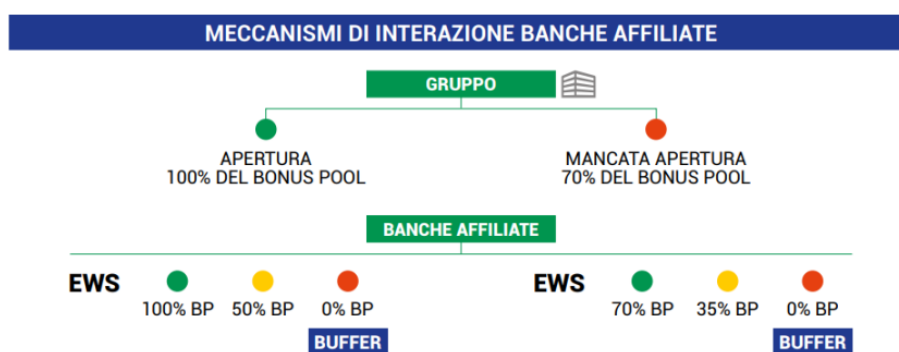 MECCANISMI DI INTERAZIONE BANCHE AFFILIATE
GRUPPO
APERTURA
100% DEL BONUS POOL
MANCATA APERTURA
70% DEL BONUS POOL
BANCHE AFFILIATE
EWS
100% BP
50% BP
0% BP
BUFFER
EWS
70% BP
35% BP
0% BP
BUFFER